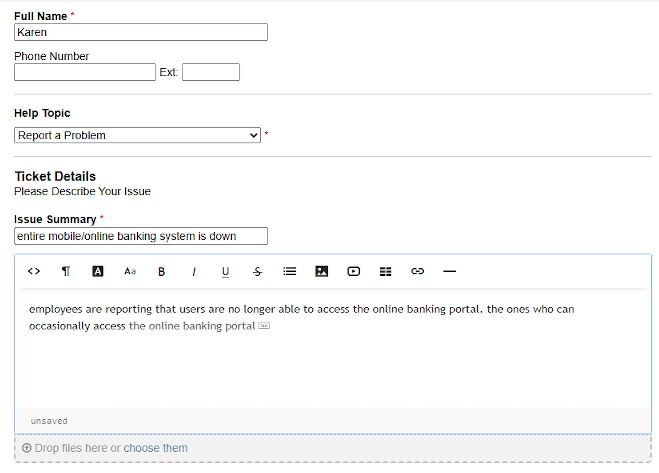 Full Name *
Karen
Phone Number
Ext:
Help Topic
Report a Problem *
Ticket Details
Please Describe Your Issue
Issue Summary *
entire mobile/online banking system is down
<> ¶ A Aa B I U S
employees are reporting that users are no longer able to access the online banking portal. the ones who can
occasionally access the online banking portal Tab
unsaved
Drop files here or choose them